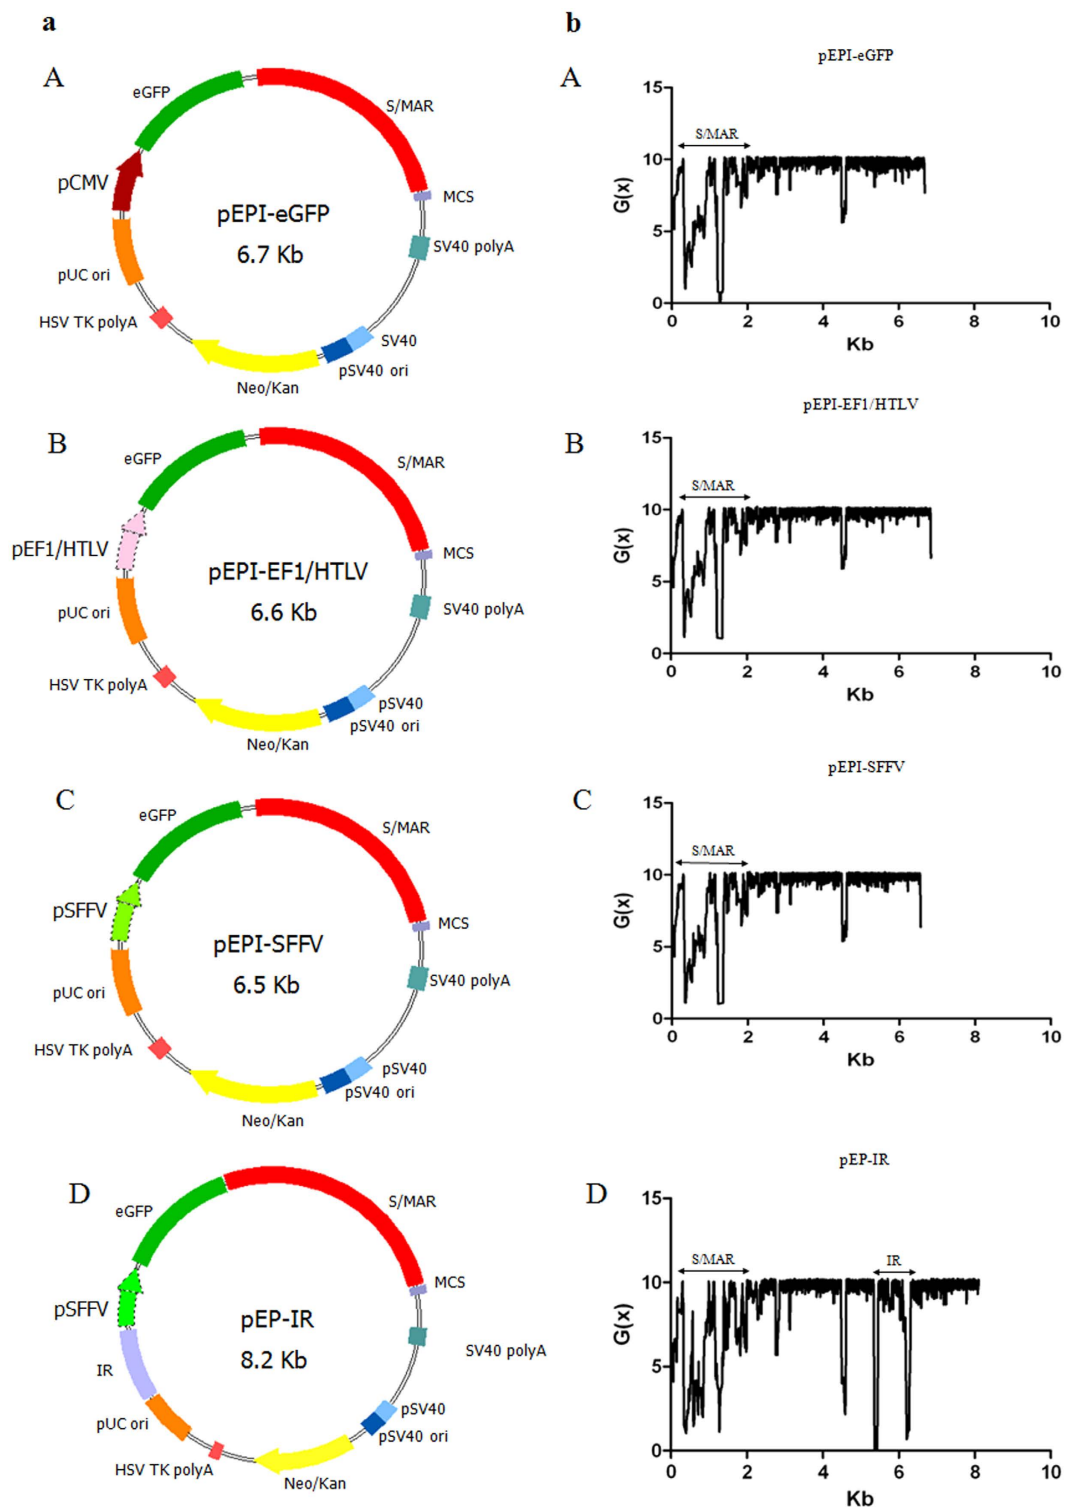 a
b
A
eGFP
S/MAR
pCMV
MCS
pEPI-eGFP
6.7 Kb
SV40 polyA
pUC ori
HSV TK polyA
SV40
pSV40 ori
Neo/Kan
A
pEPI-eGFP
15
S/MAR
10
G(x)
5
0
0 2 4 6 8 10
Kb
B
eGFP
S/MAR
pEF1/HTLV
MCS
pEPI-EF1/HTLV
6.6 Kb
SV40 polyA
pUC ori
HSV TK polyA
pSV40
pSV40 ori
Neo/Kan
pEPI-EF1/HTLV
B
15
S/MAR
10
G(x)
5
0
0 2 4 6 8 10
Kb
C
eGFP
S/MAR
pSFFV
MCS
pEPI-SFFV
6.5 Kb
SV40 polyA
pUC ori
HSV TK polyA
pSV40
pSV40 ori
Neo/Kan
pEPI-SFFV
C
15
S/MAR
10
G(x)
5
0
0 2 4 6 8 10
Kb
D
eGFP
S/MAR
MCS
pSFFV
pEP-IR
8.2 Kb
SV40 polyA
IR
pUC ori
pSV40
pSV40 ori
HSV TK polyA
Neo/Kan
pEP-IR
D
15
S/MAR
IR
10
G(x)
5
0
0 2 4 6 8 10
Kb